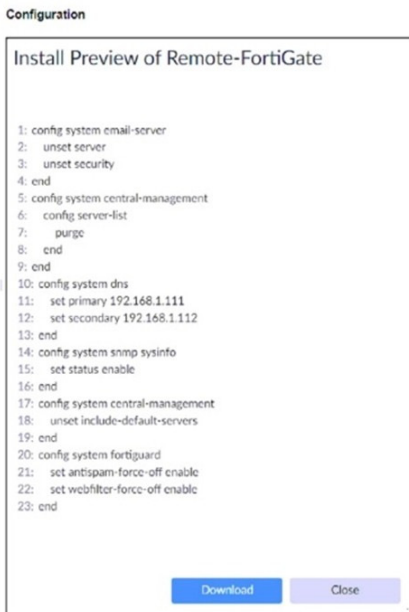 Configuration
Install Preview of Remote-FortiGate
1: config system email-server
2: unset server
3: unset security
4: end
5: config system central-management
6: config server-list
7: purge
8: end
9: end
10: config system dns
11: set primary 192.168.1.111
12: set secondary 192.168.1.112
13: end
14: config system snmp sysinfo
15: set status enable
16: end
17: config system central-management
18: unset include-default-servers
19: end
20: config system fortiguard
21: set antispam-force-off enable
22: set webfilter-force-off enable
23: end
Download Close